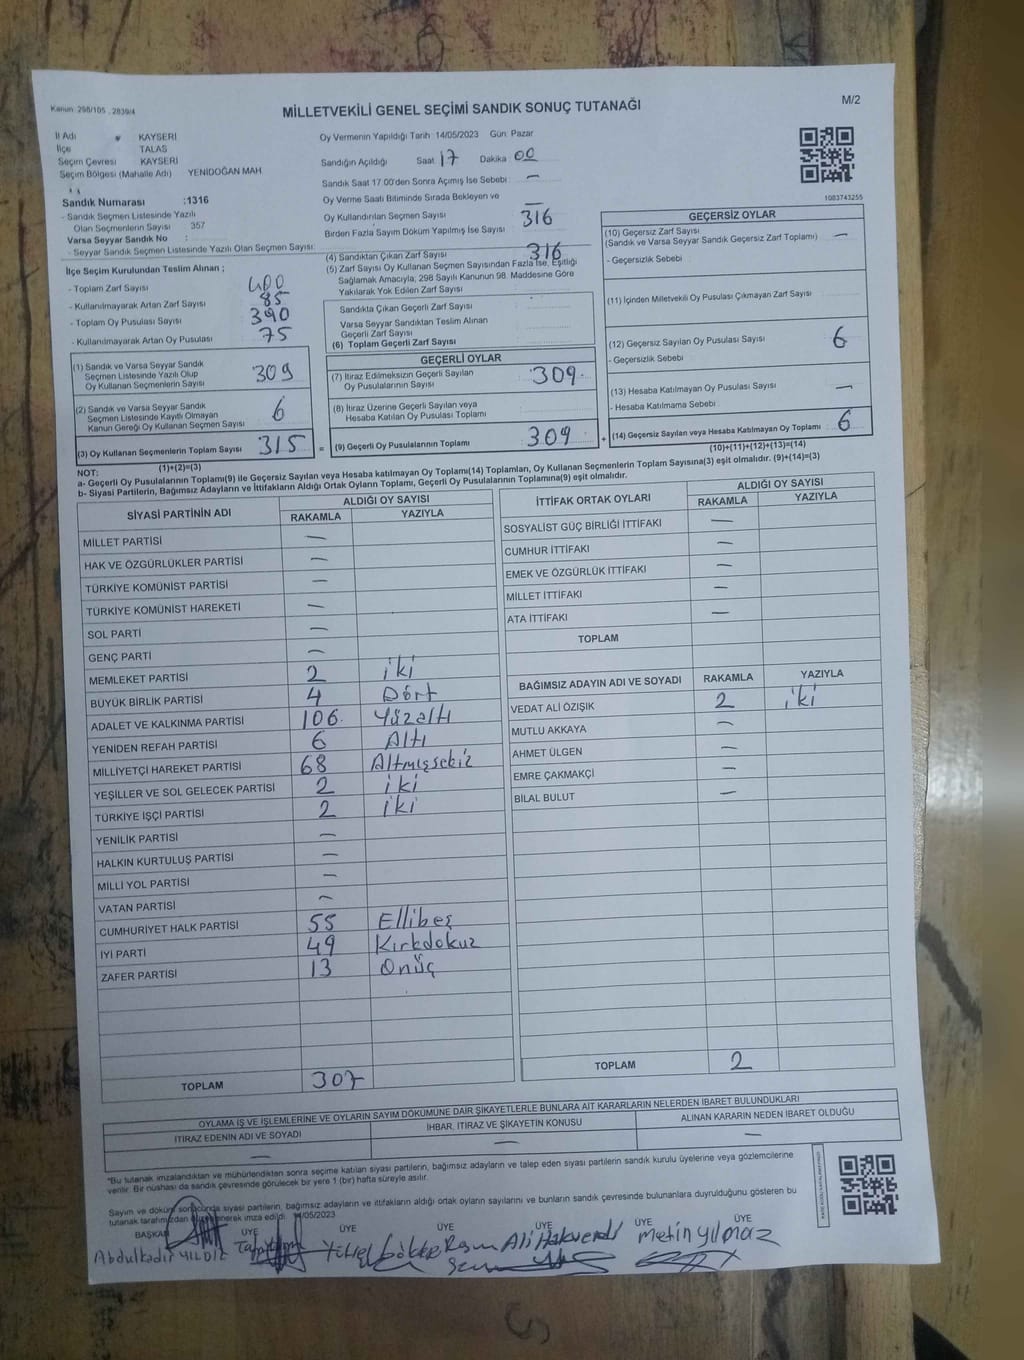 Kanun: 298/105, 2839/4
MİLLETVEKİLİ GENEL SEÇİMİ SANDIK SONUÇ TUTANAĞI
M/2
İl Adı KAYSERİ
İlçe TALAS
Seçim Çevresi KAYSERİ
Seçim Bölgesi (Mahalle Adı) YENİDOĞAN MAH.
Oy Vermenin Yapıldığı Tarih: 14/05/2023 Gün: Pazar
Sandığın Açıldığı Saat 17 Dakika 00
Sandık Saat 17:00'den Sonra Açımış İse Sebebi: —
Sandık Numarası :1316
- Sandık Seçmen Listesinde Yazılı
Olan Seçmenlerin Sayısı : 357
Varsa Seyyar Sandık No :
- Seyyar Sandık Seçmen Listesinde Yazılı Olan Seçmen Sayısı:
Oy Verme Saati Bitiminde Sırada Bekleyen ve
Oy Kullandırılan Seçmen Sayısı —
Birden Fazla Sayım Döküm Yapılmış İse Sayısı 316
İlçe Seçim Kurulundan Teslim Alınan ;
- Toplam Zarf Sayısı 400
- Kullanılmayarak Artan Zarf Sayısı 85
- Toplam Oy Pusulası Sayısı 390
- Kullanılmayarak Artan Oy Pusulası 75
(4) Sandıktan Çıkan Zarf Sayısı 316
(5) Zarf Sayısı Oy Kullanan Seçmen Sayısından Fazla İse, Eşitliği
Sağlamak Amacıyla, 298 Sayılı Kanunun 98. Maddesine Göre
Yakılarak Yok Edilen Zarf Sayısı
Sandıkta Çıkan Geçerli Zarf Sayısı
Varsa Seyyar Sandıktan Teslim Alınan
Geçerli Zarf Sayısı
(6) Toplam Geçerli Zarf Sayısı
1083743255
GEÇERSİZ OYLAR
(10) Geçersiz Zarf Sayısı
(Sandık ve Varsa Seyyar Sandık Geçersiz Zarf Toplamı) —
- Geçersizlik Sebebi :
(11) İçinden Milletvekili Oy Pusulası Çıkmayan Zarf Sayısı
(12) Geçersiz Sayılan Oy Pusulası Sayısı 6
- Geçersizlik Sebebi :
(13) Hesaba Katılmayan Oy Pusulası Sayısı —
- Hesaba Katılmama Sebebi :
(14) Geçersiz Sayılan veya Hesaba Katılmayan Oy Toplamı 6
(10)+(11)+(12)+(13)=(14)
(1) Sandık ve Varsa Seyyar Sandık
Seçmen Listesinde Yazılı Olup
Oy Kullanan Seçmenlerin Sayısı 309
(2) Sandık ve Varsa Seyyar Sandık
Seçmen Listesinde Kayıtlı Olmayan
Kanun Gereği Oy Kullanan Seçmen Sayısı 6
(3) Oy Kullanan Seçmenlerin Toplam Sayısı 315 =
(1)+(2)=(3)
GEÇERLİ OYLAR
(7) İtiraz Edilmeksizin Geçerli Sayılan
Oy Pusulalarının Sayısı 309
(8) İtiraz Üzerine Geçerli Sayılan veya
Hesaba Katılan Oy Pusulası Toplamı
(9) Geçerli Oy Pusulalarının Toplamı 309 +
NOT:
a- Geçerli Oy Pusulalarının Toplamı(9) ile Geçersiz Sayılan veya Hesaba katılmayan Oy Toplamı(14) Toplamları, Oy Kullanan Seçmenlerin Toplam Sayısına(3) eşit olmalıdır. (9)+(14)=(3)
b- Siyasi Partilerin, Bağımsız Adayların ve İttifakların Aldığı Ortak Oyların Toplamı, Geçerli Oy Pusulalarının Toplamına(9) eşit olmalıdır.
SİYASİ PARTİNİN ADI ALDIĞI OY SAYISI
RAKAMLA YAZIYLA
MİLLET PARTİSİ —
HAK VE ÖZGÜRLÜKLER PARTİSİ —
TÜRKİYE KOMÜNİST PARTİSİ —
TÜRKİYE KOMÜNİST HAREKETİ —
SOL PARTİ —
GENÇ PARTİ —
MEMLEKET PARTİSİ 2 iki
BÜYÜK BİRLİK PARTİSİ 4 Dört
ADALET VE KALKINMA PARTİSİ 106 Yüzaltı
YENİDEN REFAH PARTİSİ 6 Altı
MİLLİYETÇİ HAREKET PARTİSİ 68 Altmışsekiz
YEŞİLLER VE SOL GELECEK PARTİSİ 2 iki
TÜRKİYE İŞÇİ PARTİSİ 2 iki
YENİLİK PARTİSİ —
HALKIN KURTULUŞ PARTİSİ —
MİLLİ YOL PARTİSİ —
VATAN PARTİSİ —
CUMHURİYET HALK PARTİSİ 55 Ellibeş
İYİ PARTİ 49 Kırkdokuz
ZAFER PARTİSİ 13 Onüç
TOPLAM 307
İTTİFAK ORTAK OYLARI ALDIĞI OY SAYISI
RAKAMLA YAZIYLA
SOSYALİST GÜÇ BİRLİĞİ İTTİFAKI —
CUMHUR İTTİFAKI —
EMEK VE ÖZGÜRLÜK İTTİFAKI —
MİLLET İTTİFAKI —
ATA İTTİFAKI —
TOPLAM
BAĞIMSIZ ADAYIN ADI VE SOYADI RAKAMLA YAZIYLA
VEDAT ALİ ÖZIŞIK 2 iki
MUTLU AKKAYA —
AHMET ÜLGEN —
EMRE ÇAKMAKÇİ —
BİLAL BULUT —
TOPLAM 2
OYLAMA İŞ VE İŞLEMLERİNE VE OYLARIN SAYIM DÖKÜMÜNE DAİR ŞİKAYETLERLE BUNLARA AİT KARARLARIN NELERDEN İBARET BULUNDUKLARI
İTİRAZ EDENİN ADI VE SOYADI İHBAR, İTİRAZ VE ŞİKAYETİN KONUSU ALINAN KARARIN NEDEN İBARET OLDUĞU
— — —
"Bu tutanak imzalandıktan ve mühürlendikten sonra seçime katılan siyasi partilerin, bağımsız adayların ve talep eden siyasi partilerin sandık kurulu üyelerine veya gözlemcilerine
verilir. Bir nüshası da sandık çevresinde görülecek bir yere 1 (bir) hafta süreyle asılır.
Sayım ve döküm sonucunda siyasi partilerin, bağımsız adayların ve ittifakların aldığı ortak oyların sayılarını ve bunların sandık çevresinde bulunanlara duyrulduğunu gösteren bu
tutanak tarafımızdan imza edildi. 14/05/2023
BAŞKAN ÜYE ÜYE ÜYE ÜYE ÜYE ÜYE
Abdulkadir YILDIZ Ali Metin yılmaz